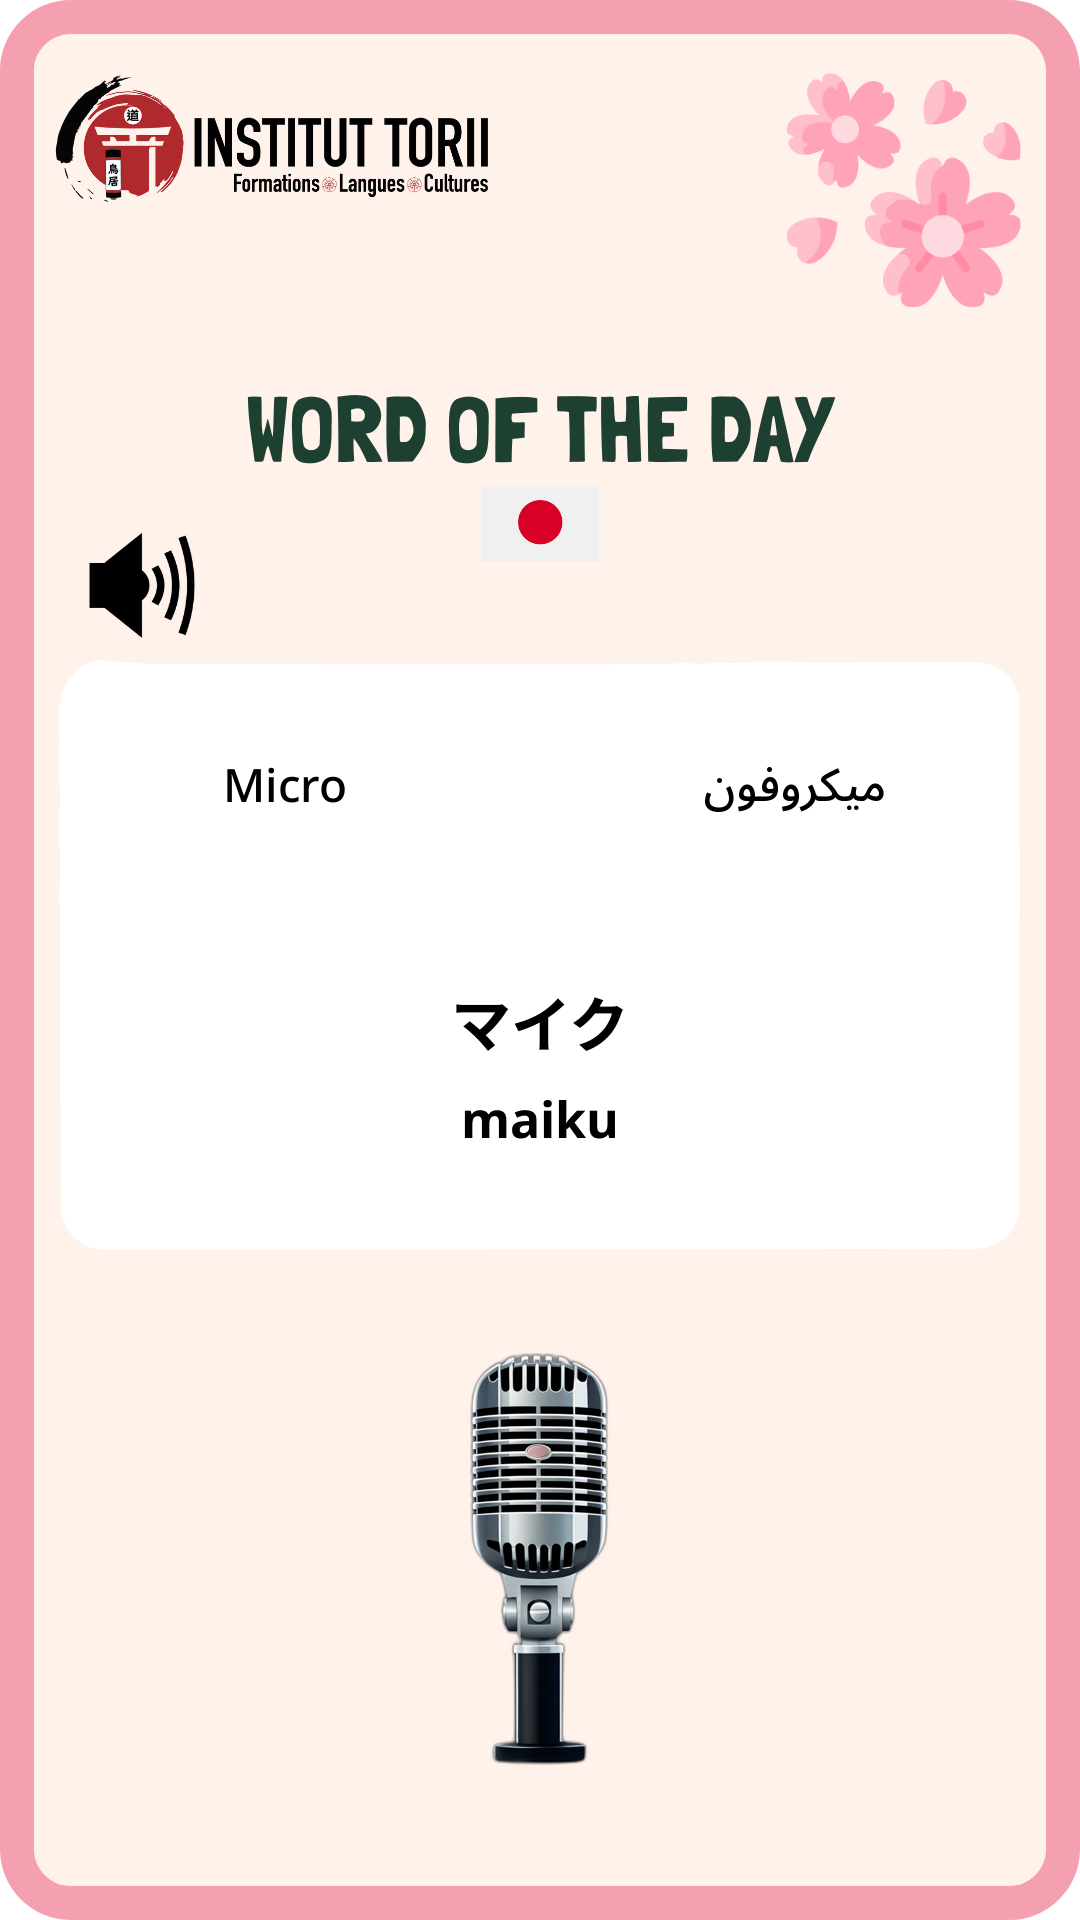 道
鳥居
INSTITUT TORII
Formations Langues Cultures
WORD OF THE DAY
Micro
ميكروفون
マイク
maiku